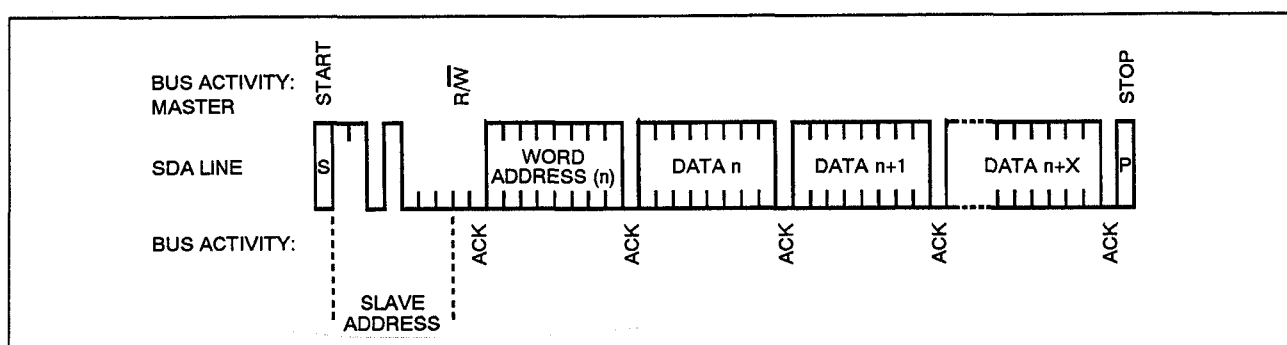 BUS ACTIVITY:
MASTER
START
R/W
STOP
SDA LINE
S
WORD
ADDRESS (n)
DATA n
DATA n+1
DATA n+X
P
BUS ACTIVITY:
ACK
ACK
ACK
ACK
ACK
SLAVE
ADDRESS